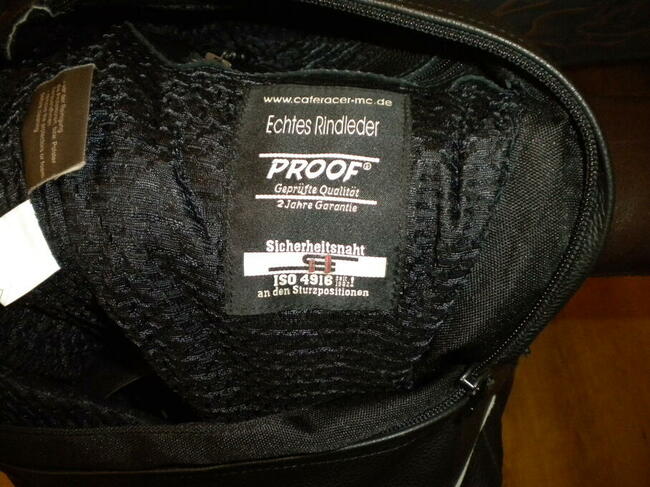 www.caferacer-mc.de
Echtes Rindleder
PROOF®
Geprüfte Qualität
2 Jahre Garantie
Sicherheitsnaht
ISO 4916
an den Sturzpositionen